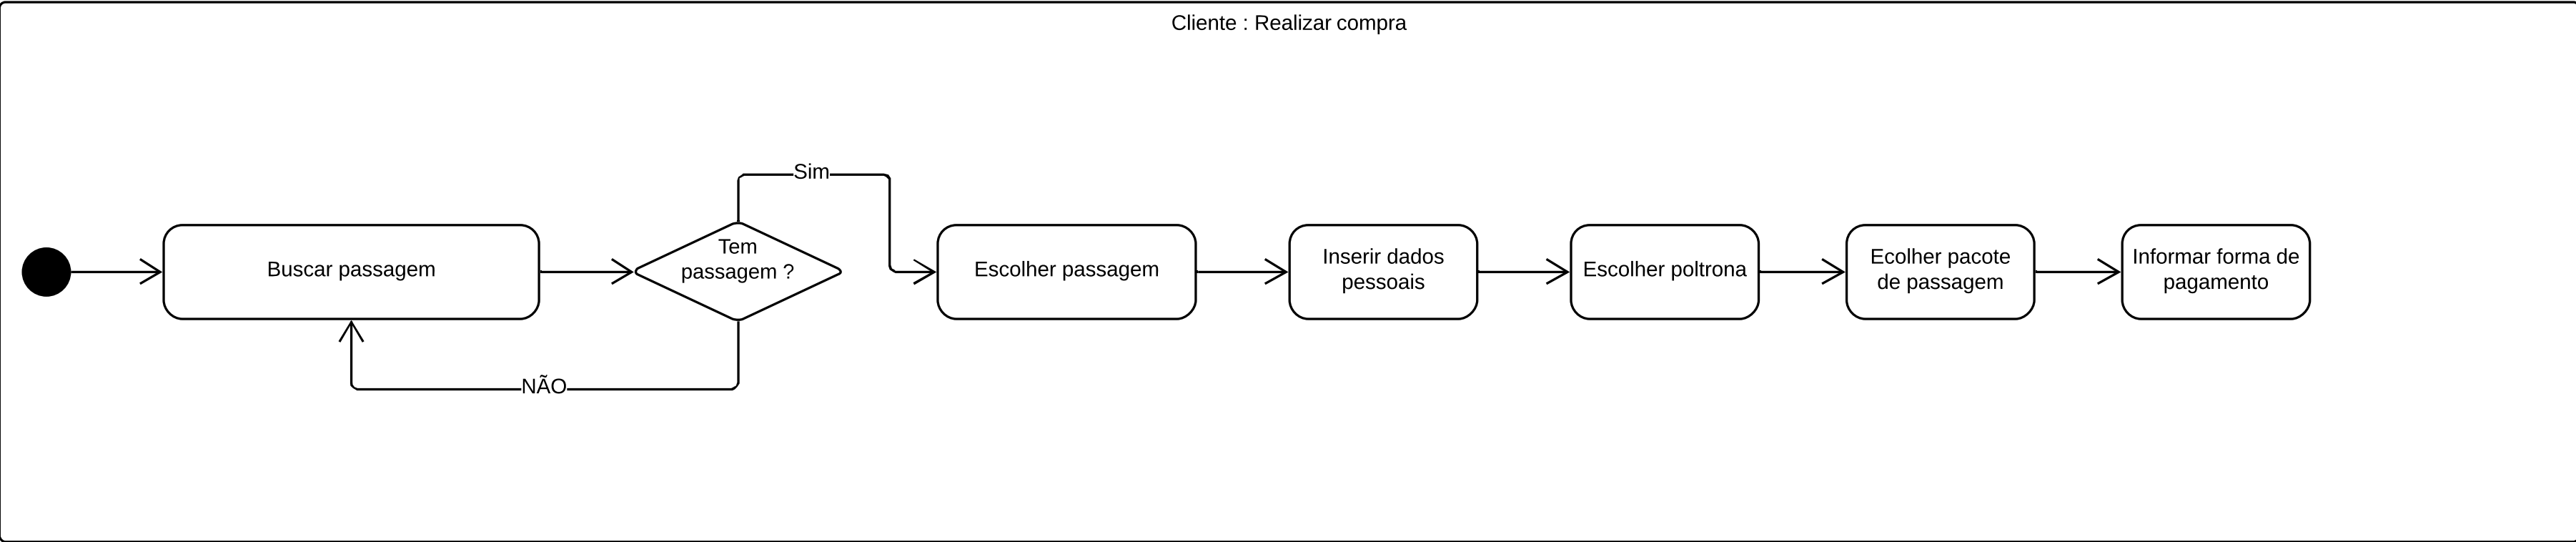 Cliente : Realizar compra
Sim
Buscar passagem
Tem
passagem ?
Escolher passagem
Inserir dados
pessoais
Escolher poltrona
Ecolher pacote
de passagem
Informar forma de
pagamento
NÃO